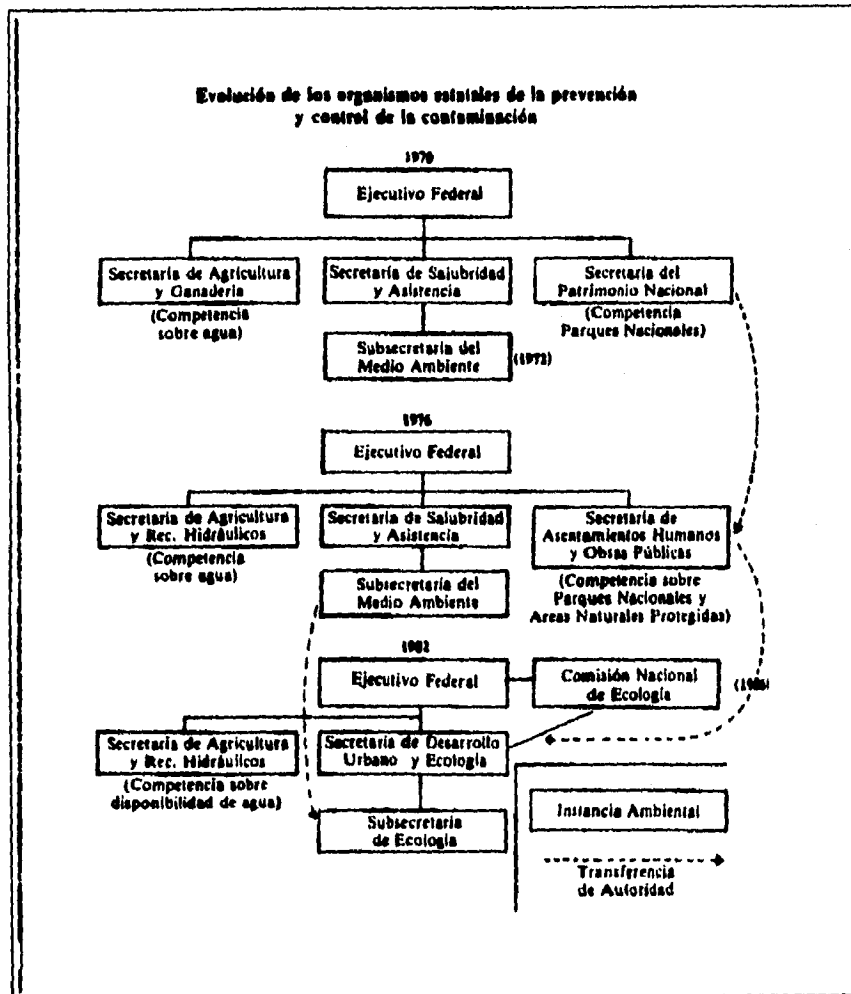 Evolución de los organismos estatales de la prevención
y control de la contaminación
1970
Ejecutivo Federal
Secretaría de Agricultura
y Ganadería
(Competencia
sobre agua)
Secretaría de Salubridad
y Asistencia
Secretaría del
Patrimonio Nacional
(Competencia
Parques Nacionales)
Subsecretaría del
Medio Ambiente
(1972)
1976
Ejecutivo Federal
Secretaría de Agricultura
y Rec. Hidráulicos
(Competencia
sobre agua)
Secretaría de Salubridad
y Asistencia
Secretaría de
Asentamientos Humanos
y Obras Públicas
(Competencia sobre
Parques Nacionales y
Areas Naturales Protegidas)
Subsecretaría del
Medio Ambiente
1982
Ejecutivo Federal
Comisión Nacional
de Ecología
Secretaría de Agricultura
y Rec. Hidráulicos
(Competencia sobre
disponibilidad de agua)
Secretaría de Desarrollo
Urbano y Ecología
Subsecretaría
de Ecología
Instancia Ambiental
Transferencia
de Autoridad